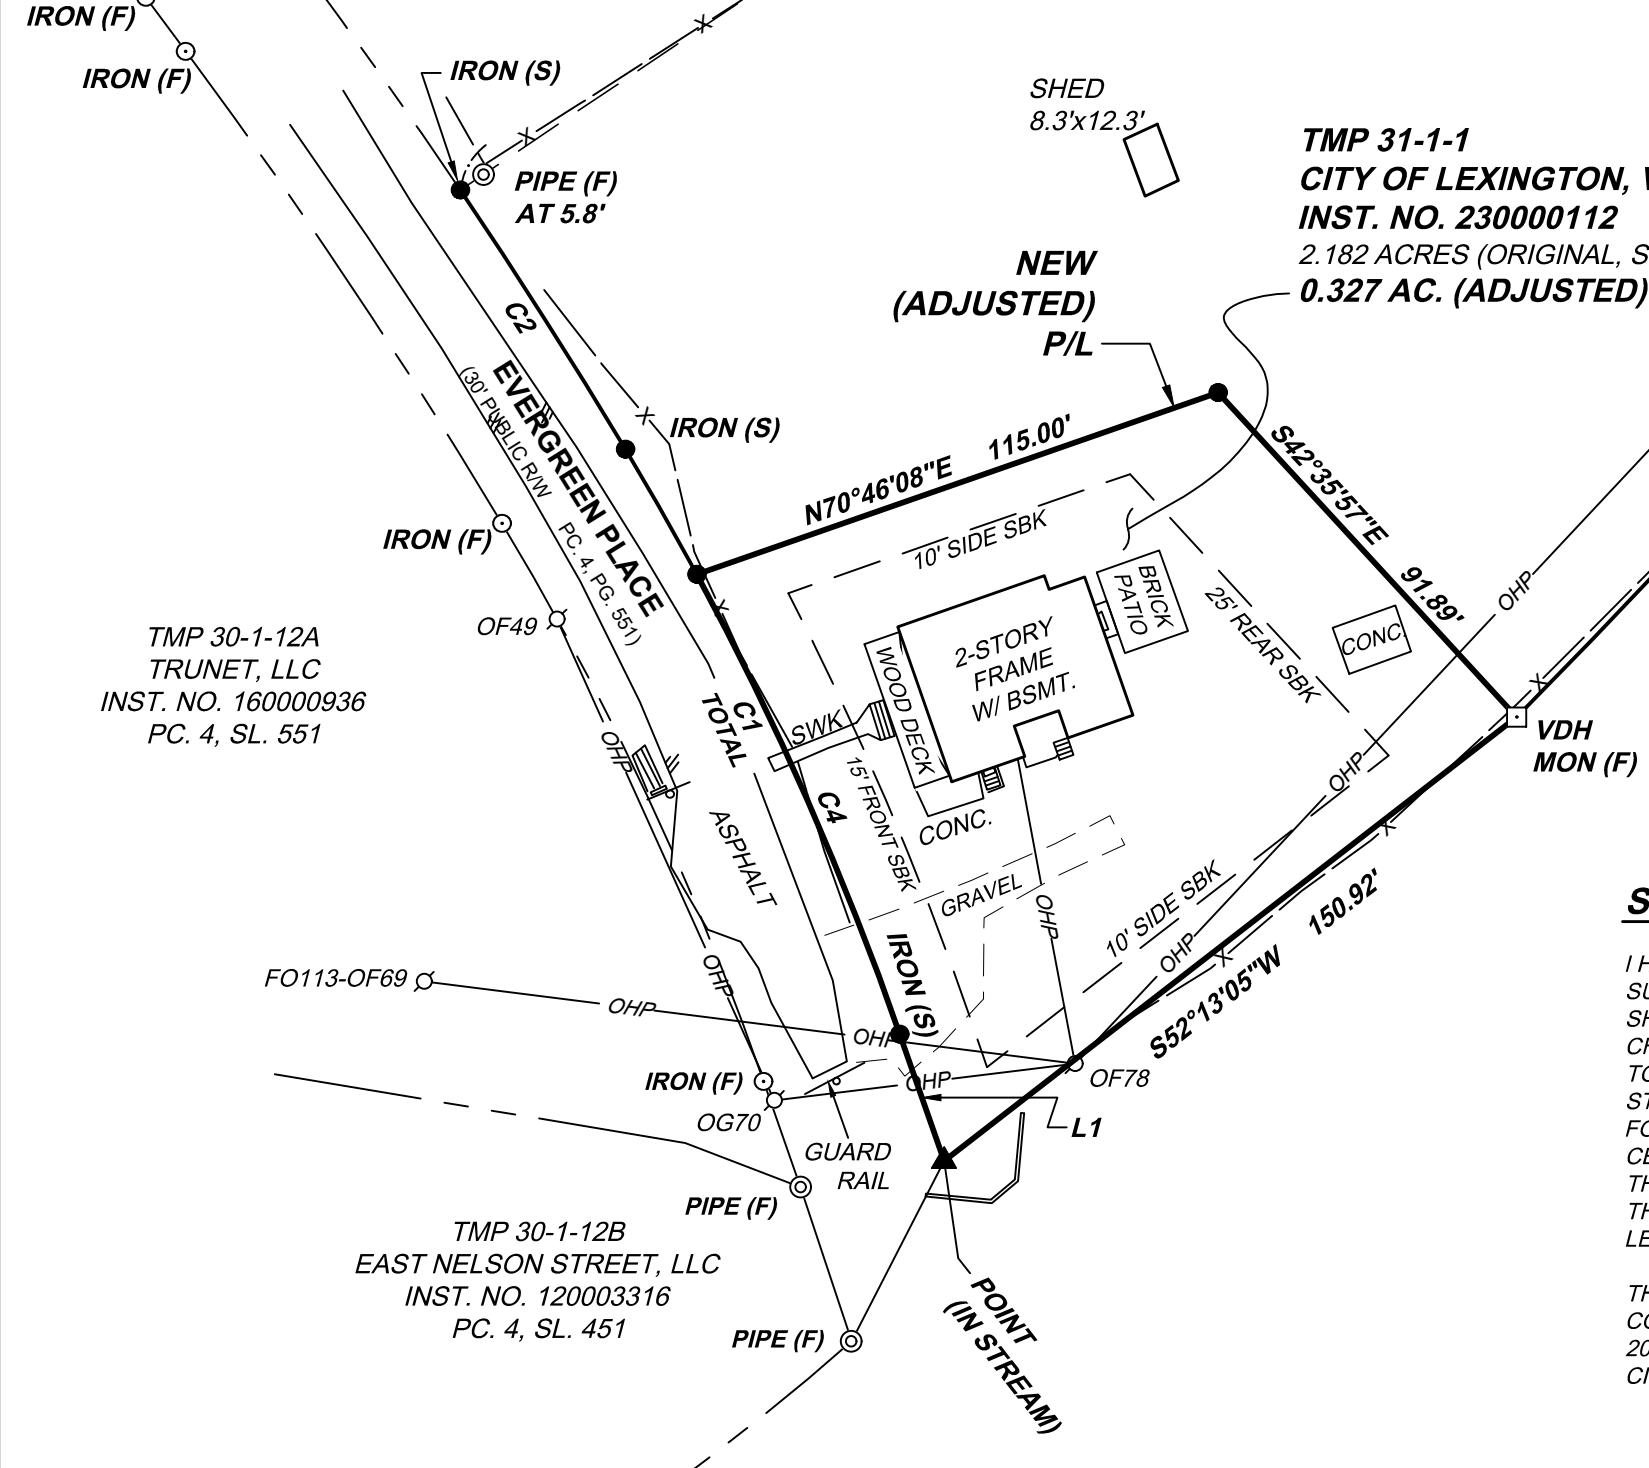 IRON (F)
IRON (F)
IRON (S)
PIPE (F)
AT 5.8'
SHED
8.3'x12.3'
TMP 31-1-1
CITY OF LEXINGTON,
INST. NO. 230000112
2.182 ACRES (ORIGINAL,
0.327 AC. (ADJUSTED)
NEW
(ADJUSTED)
P/L
C2
EVERGREEN PLACE
(30' PUBLIC R/W
PC. 4, PG. 551)
IRON (S)
N70°46'08"E 115.00'
S42°35'57"E 91.89'
10' SIDE SBK
25' REAR SBK
BRICK
PATIO
CONC.
OHP
IRON (F)
OF49
TMP 30-1-12A
TRUNET, LLC
INST. NO. 160000936
PC. 4, SL. 551
2-STORY
FRAME
W/ BSMT.
WOOD DECK
SWK
C1
TOTAL
C4
15' FRONT SBK
CONC.
OHP
OHP
VDH
MON (F)
ASPHALT
GRAVEL
OHP
10' SIDE SBK
OHP
150.92'
S52°13'05"W
IRON (S)
FO113-OF69
OHP
OHP
OHP
OHP
IRON (F)
OG70
OF78
L1
GUARD
RAIL
PIPE (F)
TMP 30-1-12B
EAST NELSON STREET, LLC
INST. NO. 120003316
PC. 4, SL. 451
PIPE (F)
POINT
(IN STREAM)
I
TH
20